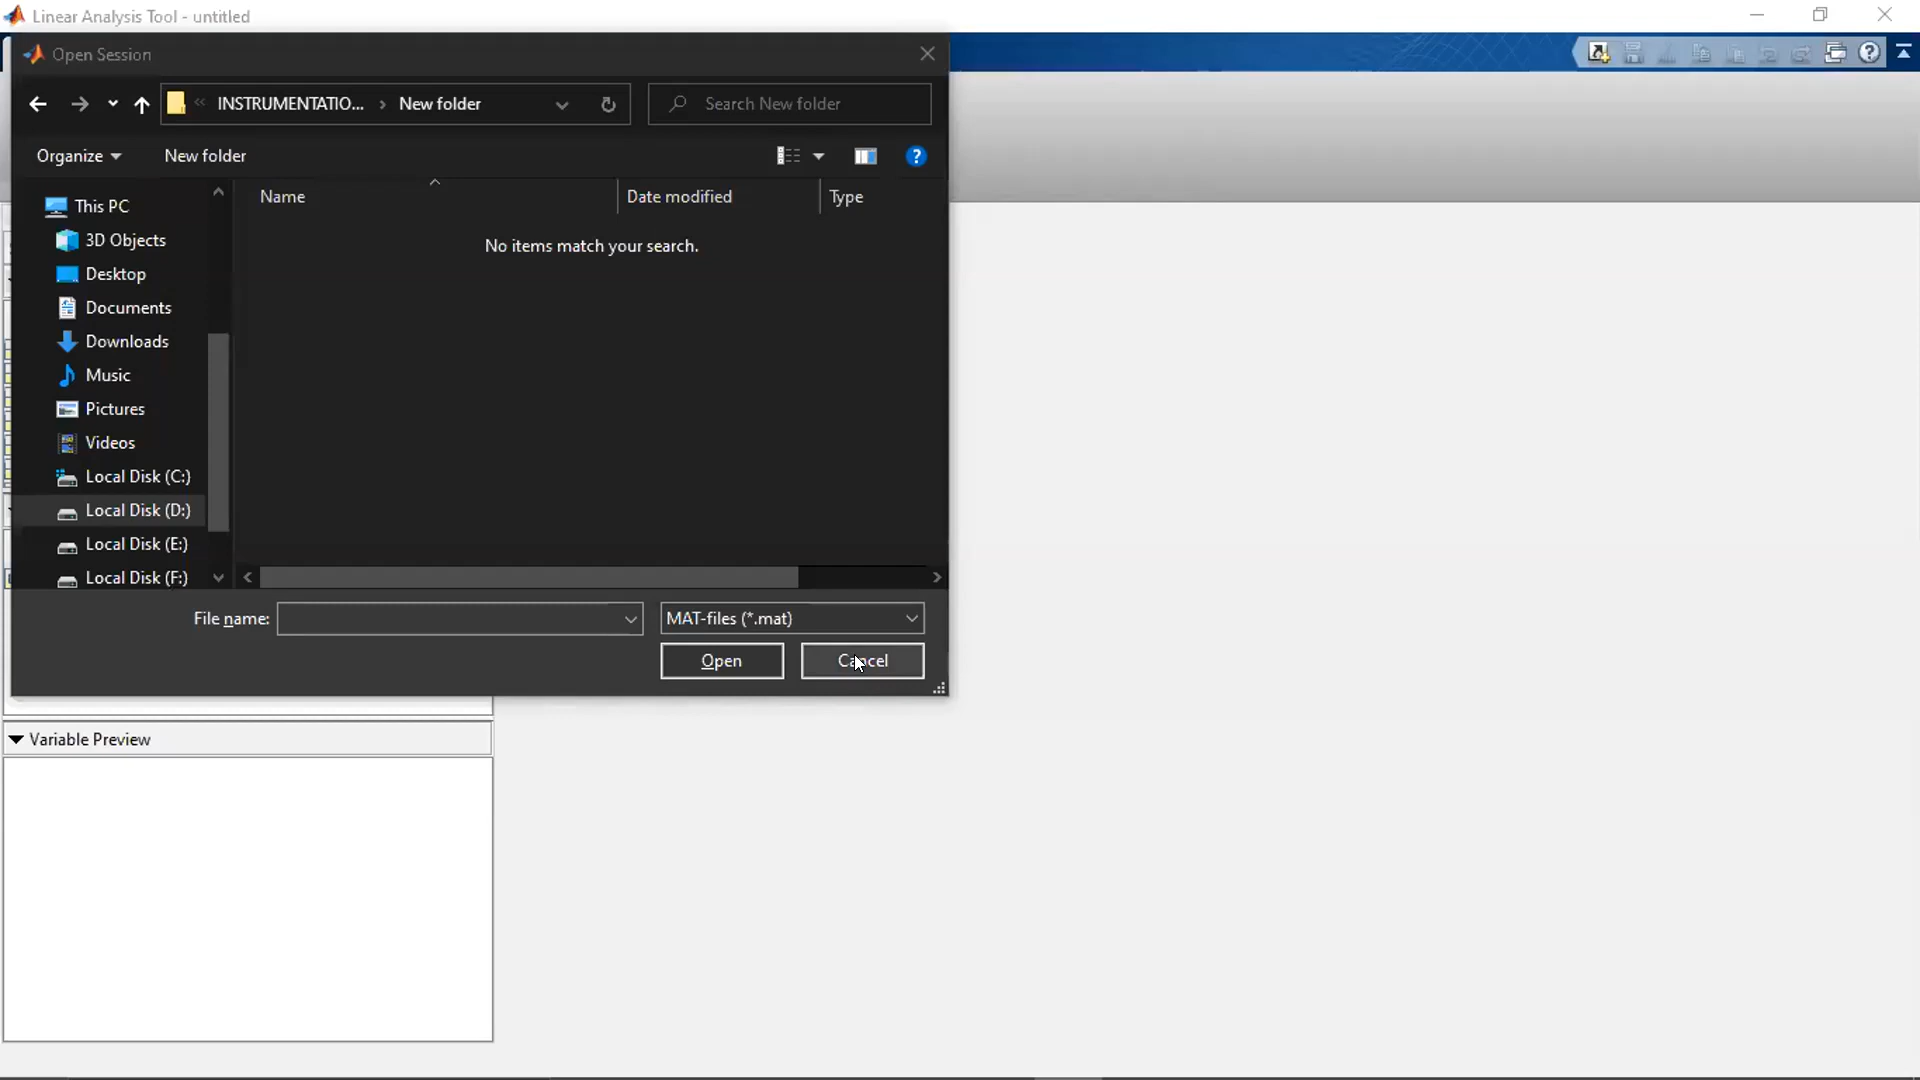 Linear Analysis Tool - untitled
Open Session
INSTRUMENTATIO... New folder
Search New folder
Organize
New folder
Name
Date modified
Type
No items match your search.
This PC
3D Objects
Desktop
Documents
Downloads
Music
Pictures
Videos
Local Disk (C:)
Local Disk (D:)
Local Disk (E:)
Local Disk (F:)
File name:
MAT-files (*.mat)
Open
Cancel
Variable Preview